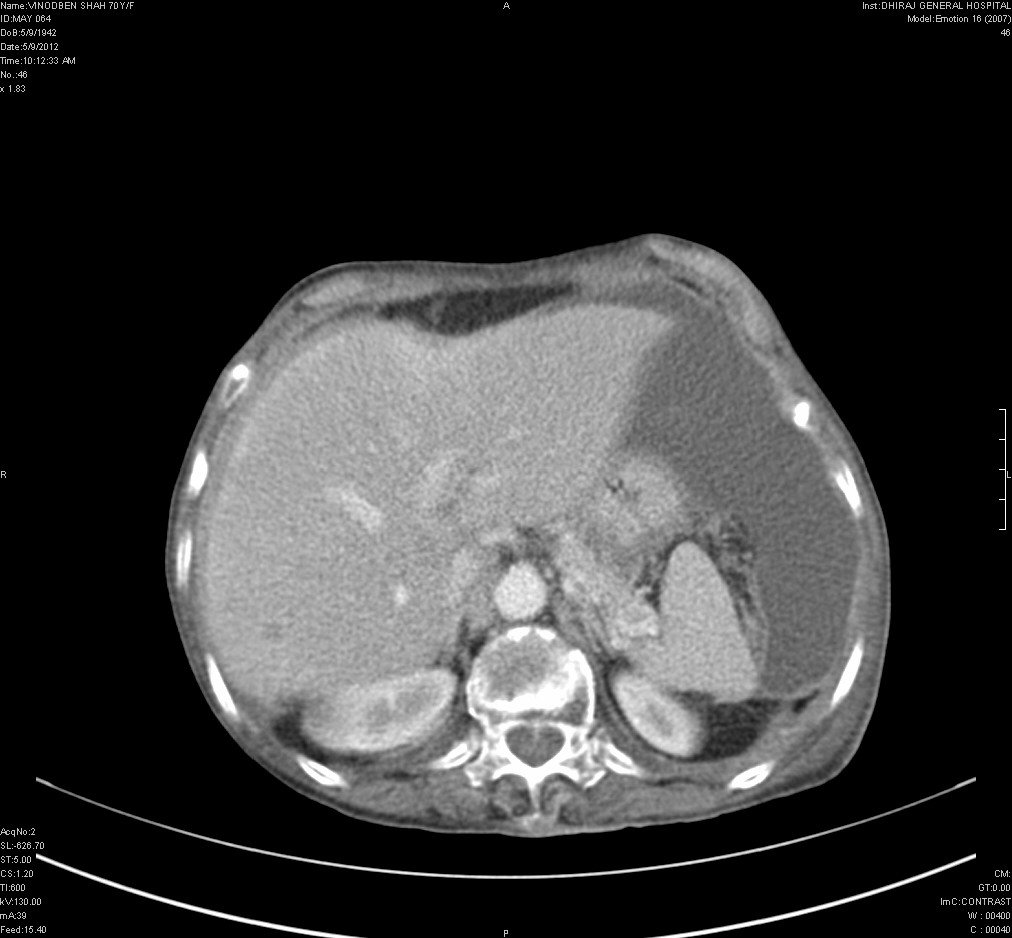 Name:VINODBEN SHAH 70Y/F
ID:MAY 064
DoB:5/9/1942
Date:5/9/2012
Time:10:12:33 AM
No.:46
x 1.83
A
Inst:DHIRAJ GENERAL HOSPITAL
Model:Emotion 16 (2007)
46
R
L
AcqNo:2
SL:-626.70
ST:5.00
CS:1.20
TI:600
kV:130.00
mA:39
Feed:15.40
P
CM:
GT:0.00
ImC:CONTRAST
W : 00400
C : 00040